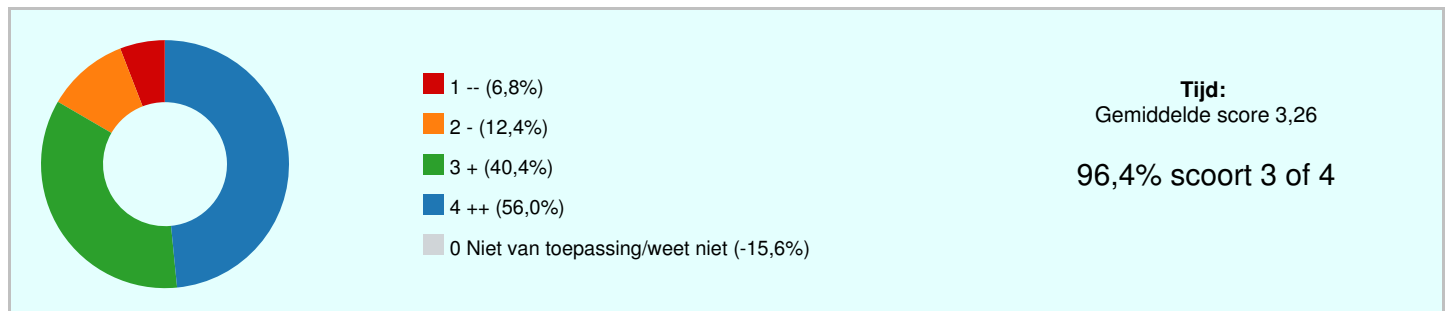 1 -- (6,8%)
2 - (12,4%)
3 + (40,4%)
4 ++ (56,0%)
0 Niet van toepassing/weet niet (-15,6%)
Tijd:
Gemiddelde score 3,26
96,4% scoort 3 of 4